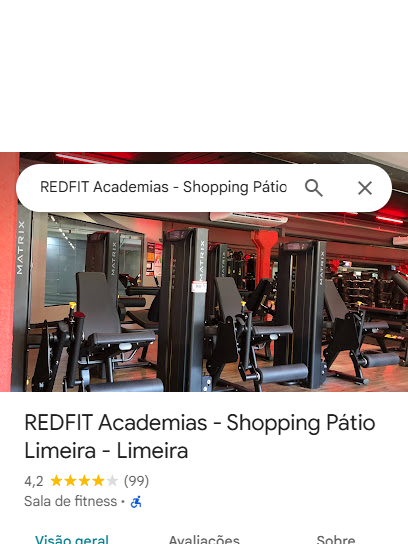 REDFIT Academias - Shopping Pátio
MATRIX
MATRIX
MATRIX
MATRIX
REDFIT Academias - Shopping Pátio
Limeira - Limeira
4,2 (99)
Sala de fitness ·
Visão geral Avaliações Sobre